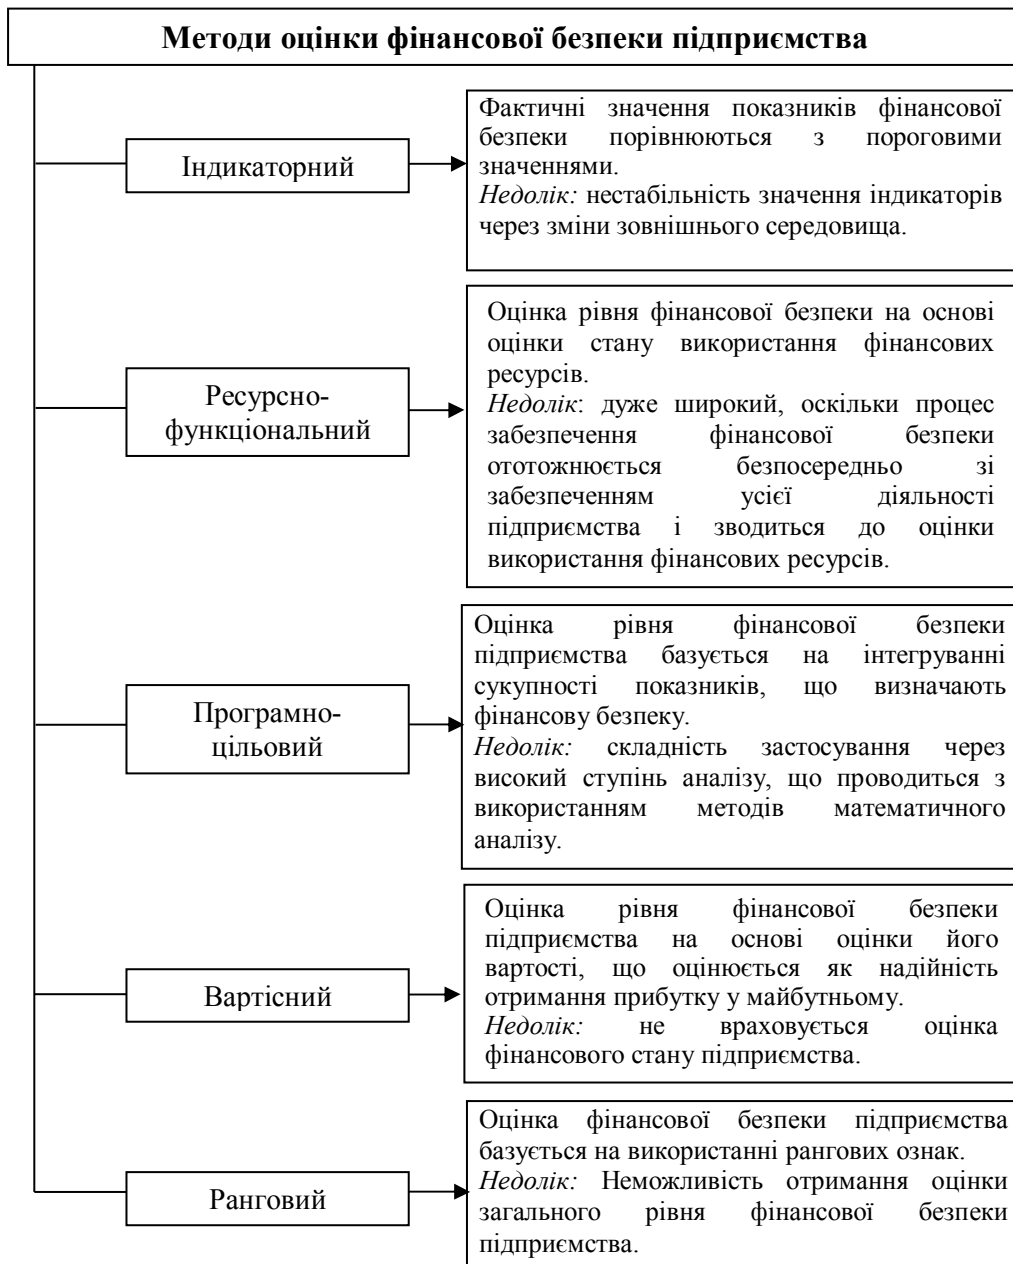 Методи оцінки фінансової безпеки підприємства
Індикаторний
Фактичні значення показників фінансової
безпеки порівнюються з пороговими
значеннями.
Недолік: нестабільність значення індикаторів
через зміни зовнішнього середовища.
Ресурсно-
функціональний
Оцінка рівня фінансової безпеки на основі
оцінки стану використання фінансових
ресурсів.
Недолік: дуже широкий, оскільки процес
забезпечення фінансової безпеки
ототожнюється безпосередньо зі
забезпеченням усієї діяльності
підприємства і зводиться до оцінки
використання фінансових ресурсів.
Програмно-
цільовий
Оцінка рівня фінансової безпеки
підприємства базується на інтегруванні
сукупності показників, що визначають
фінансову безпеку.
Недолік: складність застосування через
високий ступінь аналізу, що проводиться з
використанням методів математичного
аналізу.
Вартісний
Оцінка рівня фінансової безпеки
підприємства на основі оцінки його
вартості, що оцінюється як надійність
отримання прибутку у майбутньому.
Недолік: не враховується оцінка
фінансового стану підприємства.
Ранговий
Оцінка фінансової безпеки підприємства
базується на використанні рангових ознак.
Недолік: Неможливість отримання оцінки
загального рівня фінансової безпеки
підприємства.